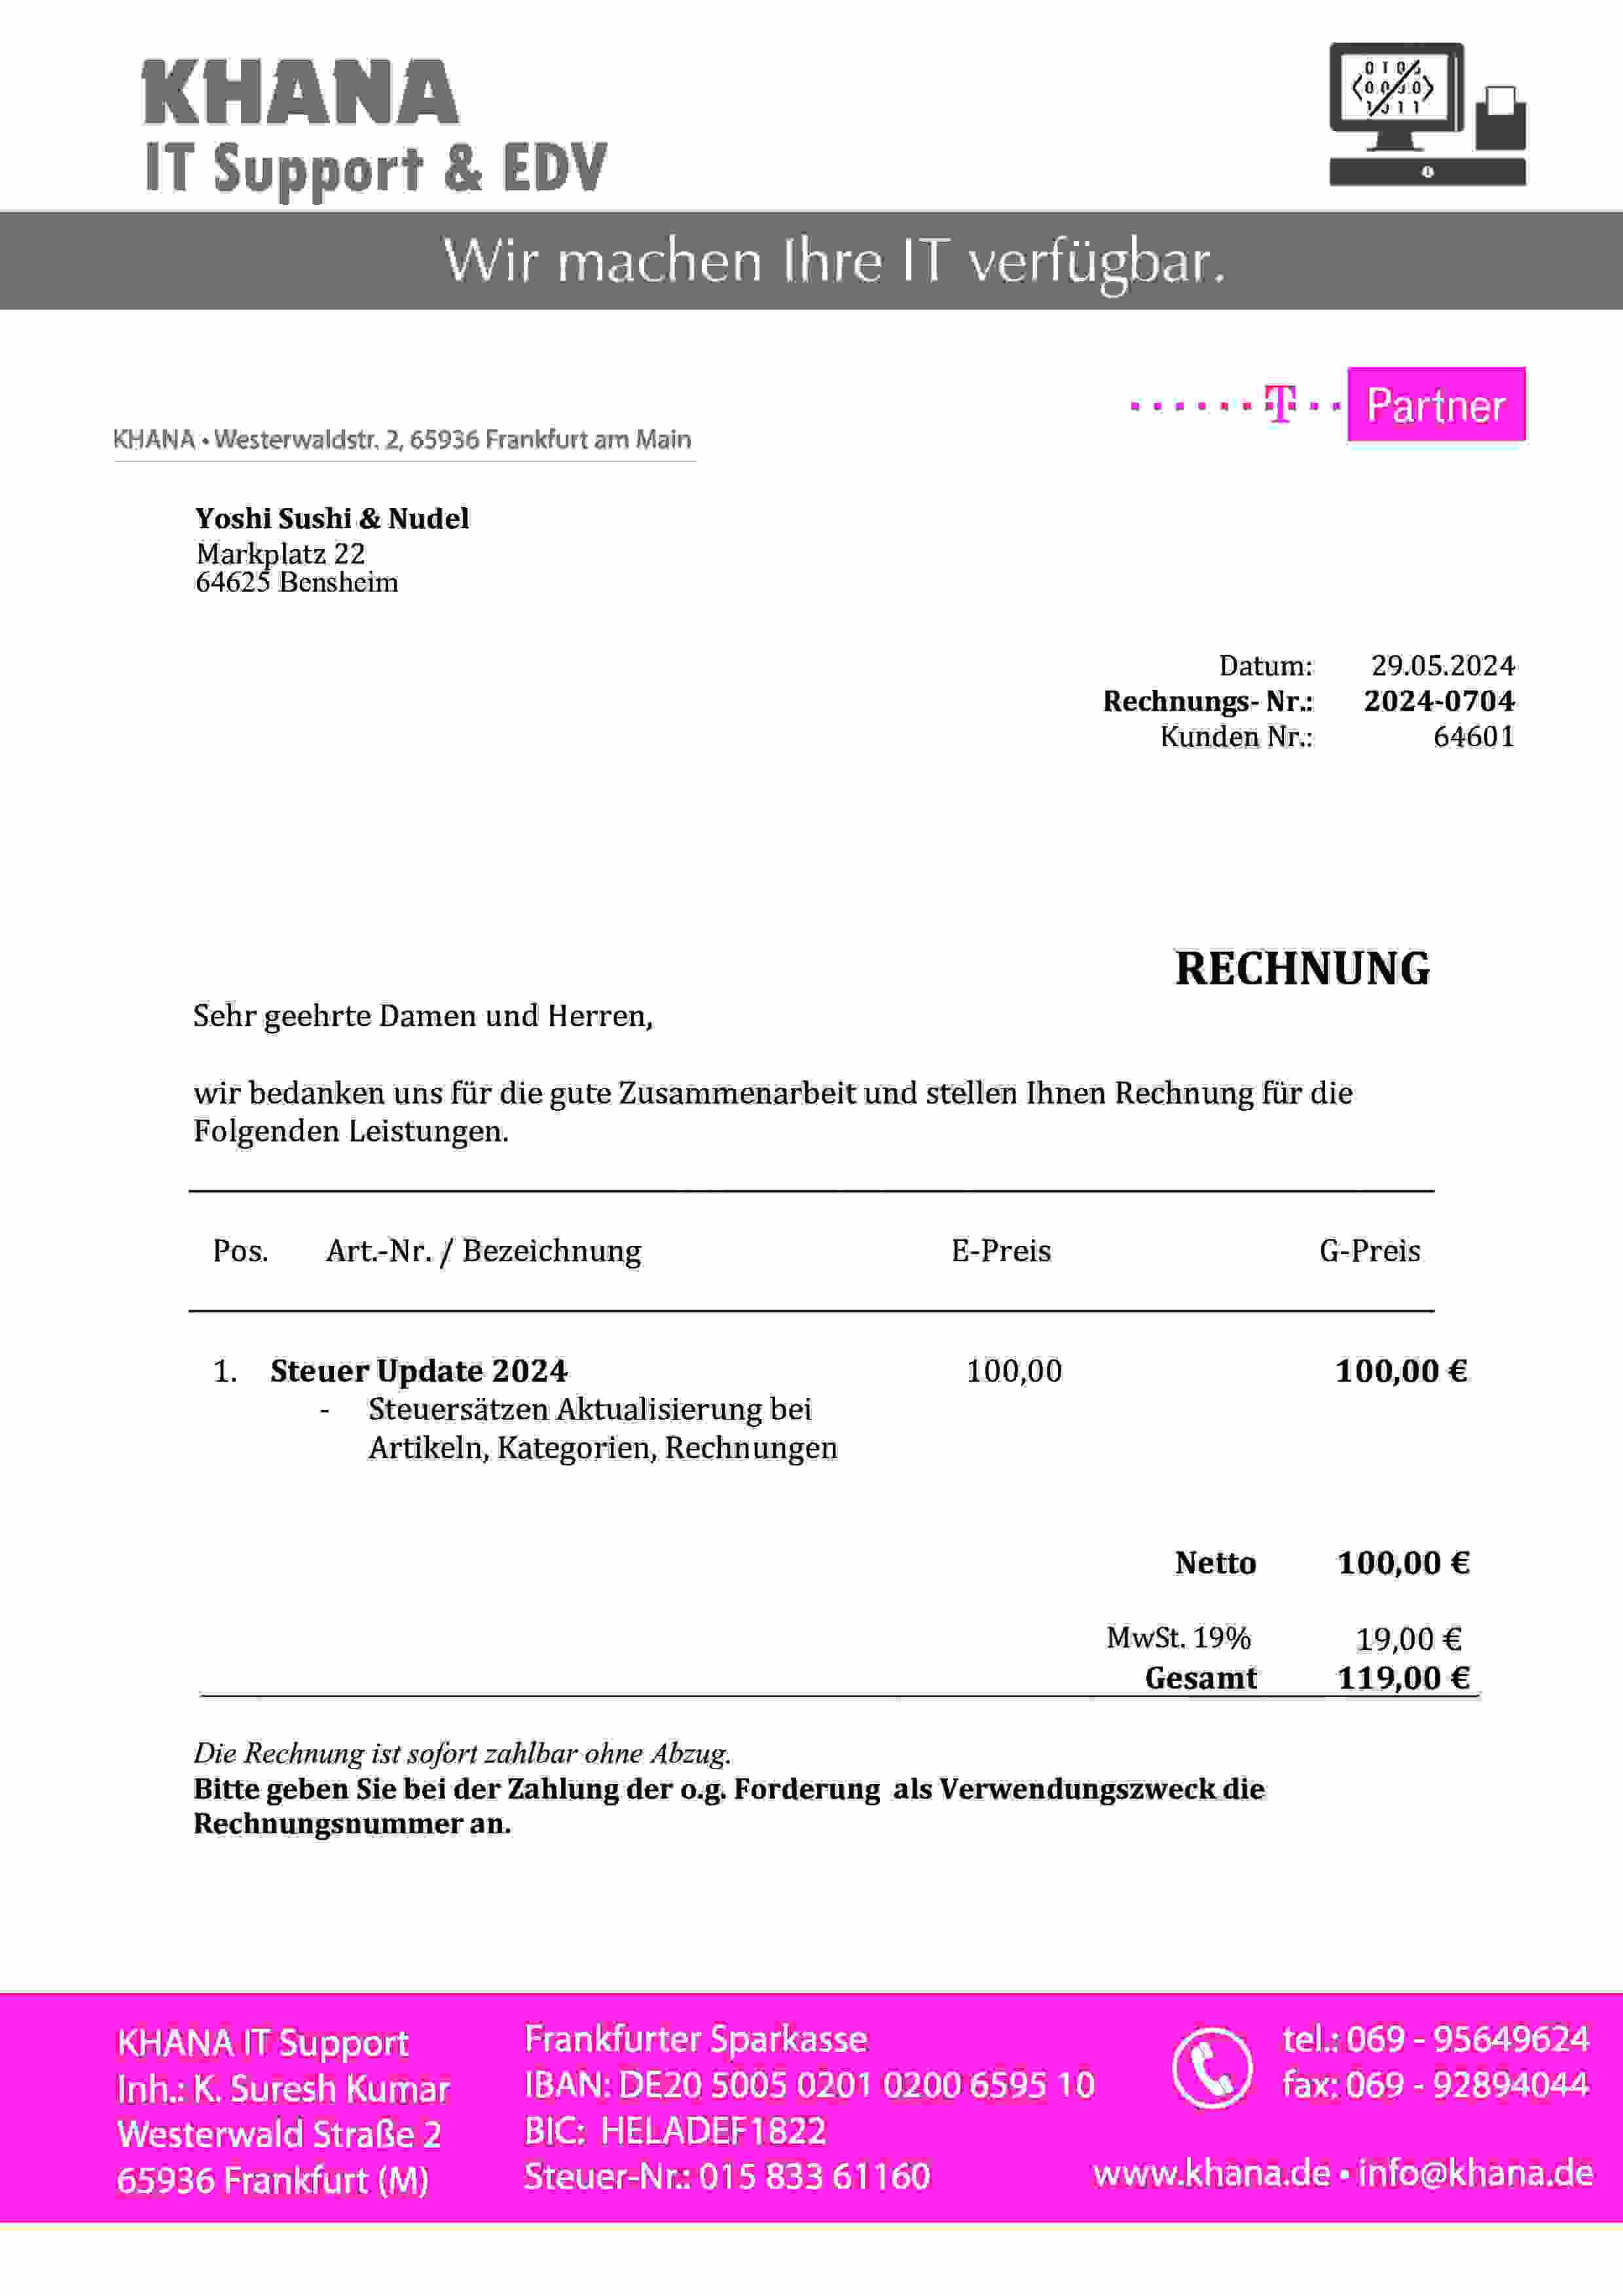 KHANA
IT Support & EDV
Wir machen Ihre IT verfügbar.
T Partner
KHANA • Westerwaldstr. 2, 65936 Frankfurt am Main
Yoshi Sushi & Nudel
Markplatz 22
64625 Bensheim
Datum: 29.05.2024
Rechnungs- Nr.: 2024-0704
Kunden Nr.: 64601
RECHNUNG
Sehr geehrte Damen und Herren,
wir bedanken uns für die gute Zusammenarbeit und stellen Ihnen Rechnung für die
Folgenden Leistungen.
Pos. Art.-Nr. / Bezeichnung E-Preis G-Preis
1. Steuer Update 2024 100,00 100,00 €
- Steuersätzen Aktualisierung bei
Artikeln, Kategorien, Rechnungen
Netto 100,00 €
MwSt. 19% 19,00 €
Gesamt 119,00 €
Die Rechnung ist sofort zahlbar ohne Abzug.
Bitte geben Sie bei der Zahlung der o.g. Forderung als Verwendungszweck die
Rechnungsnummer an.
KHANA IT Support
Inh.: K. Suresh Kumar
Westerwald Straße 2
65936 Frankfurt (M)
Frankfurter Sparkasse
IBAN: DE20 5005 0201 0200 6595 10
BIC: HELADEF1822
Steuer-Nr.: 015 833 61160
tel.: 069 - 95649624
fax: 069 - 92894044
www.khana.de • info@khana.de